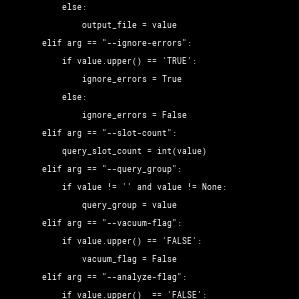 else:
output_file = value
elif arg == "--ignore-errors":
if value.upper() == 'TRUE':
ignore_errors = True
else:
ignore_errors = False
elif arg == "--slot-count":
query_slot_count = int(value)
elif arg == "--query_group":
if value != '' and value != None:
query_group = value
elif arg == "--vacuum-flag":
if value.upper() == 'FALSE':
vacuum_flag = False
elif arg == "--analyze-flag":
if value.upper()  == 'FALSE':